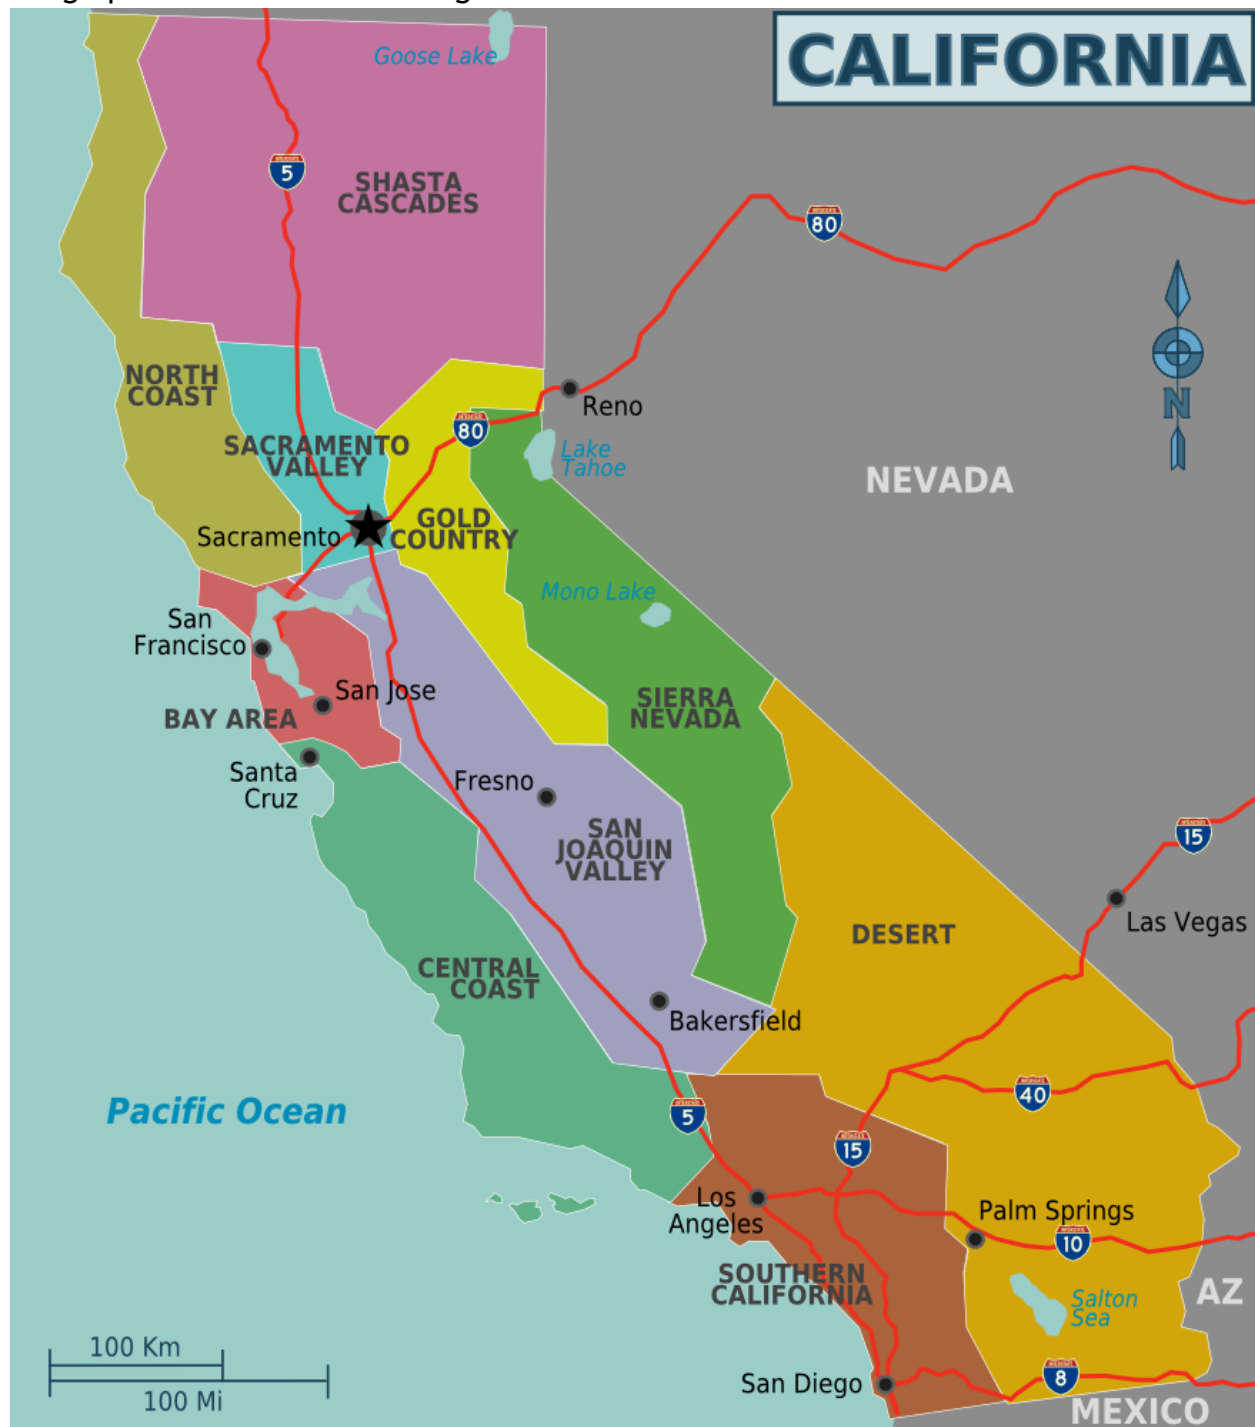 CALIFORNIA
Goose Lake
5
SHASTA
CASCADES
80
NORTH
COAST
N
Reno
80
SACRAMENTO
VALLEY
Lake
Tahoe
NEVADA
GOLD
COUNTRY
Sacramento
Mono Lake
San
Francisco
San Jose
SIERRA
NEVADA
BAY AREA
Santa
Cruz
Fresno
SAN
JOAQUIN
VALLEY
15
Las Vegas
DESERT
CENTRAL
COAST
Bakersfield
Pacific Ocean
5
40
15
Los
Angeles
Palm Springs
10
SOUTHERN
CALIFORNIA
Salton
Sea
AZ
100 Km
100 Mi
San Diego
8
MEXICO